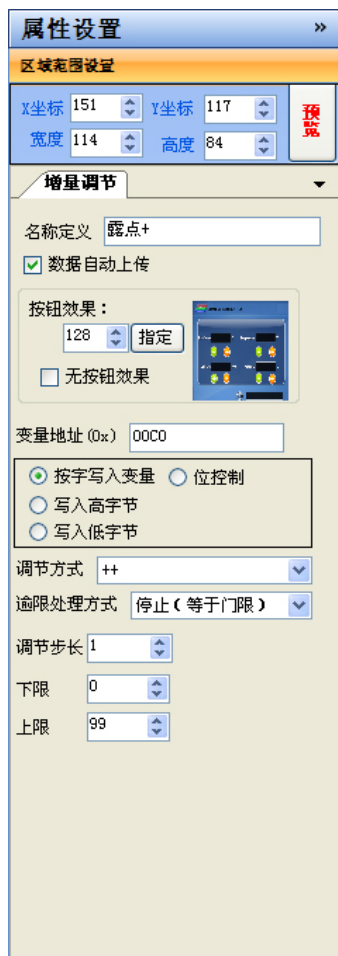 属性设置 »
区域范围设置
X坐标 151 Y坐标 117 预览
宽度 114 高度 84
增量调节
名称定义 露点+
数据自动上传
按钮效果：
128 指定
无按钮效果
变量地址(0x) 00C0
按字写入变量 位控制
写入高字节
写入低字节
调节方式 ++
逾限处理方式 停止(等于门限)
调节步长 1
下限 0
上限 99